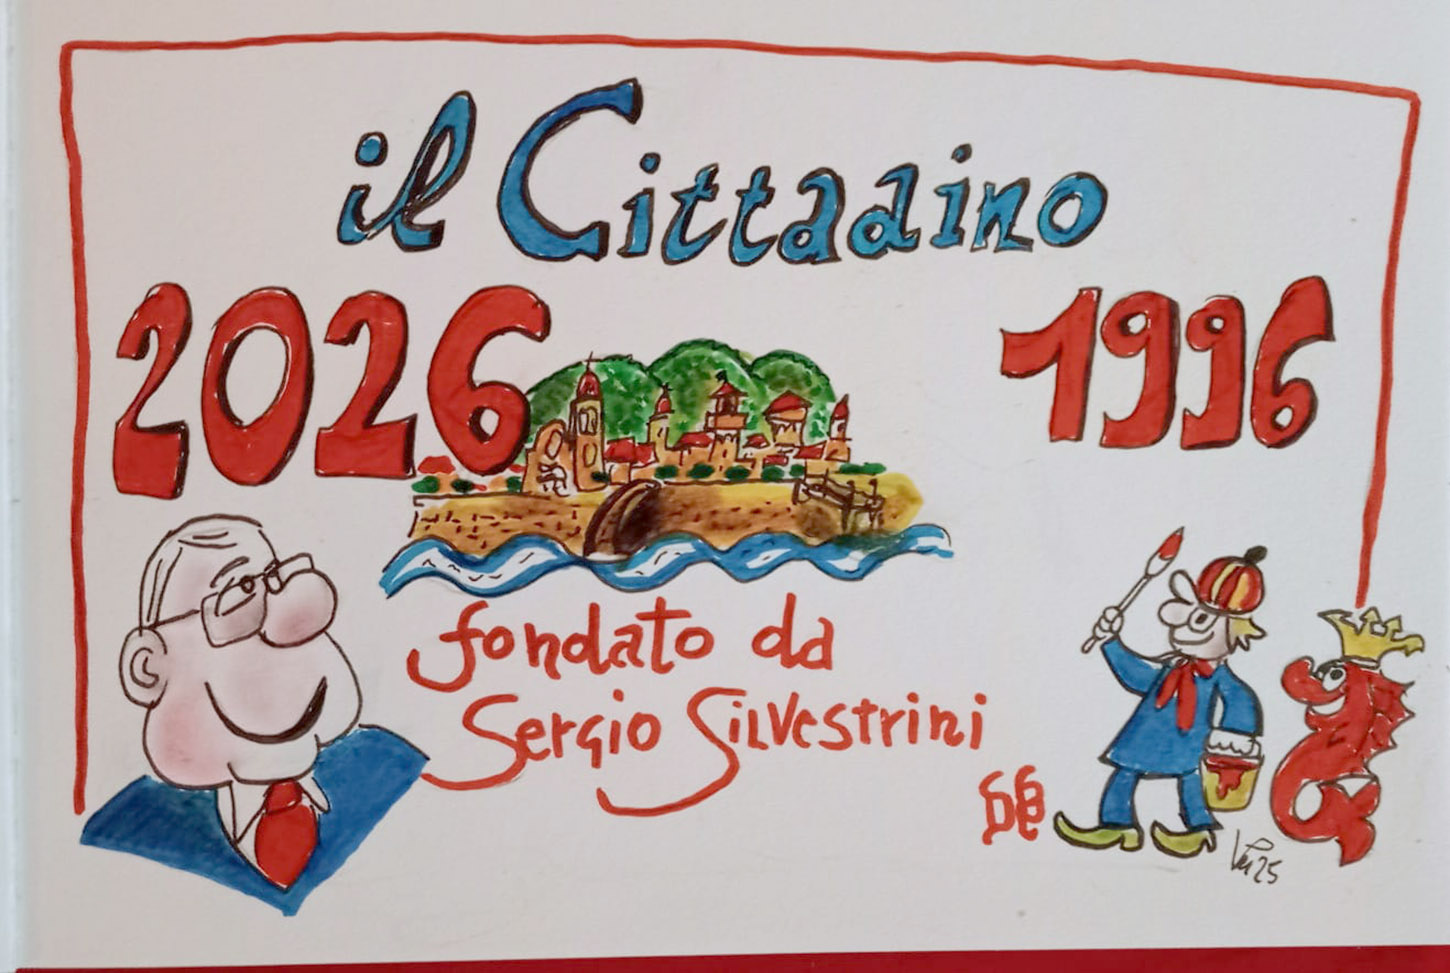 il Cittadino
2026 1996
fondato da
Sergio Silvestrini